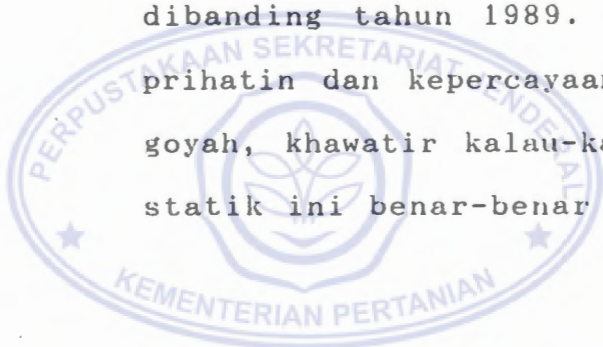 dibanding tahun 1989.
prihatin dan kepercayaan
goyah, khawatir kalau-ka
statik ini benar-benar
PERPUSTAKAAN SEKRETARIAT JENDERAL
KEMENTERIAN PERTANIAN